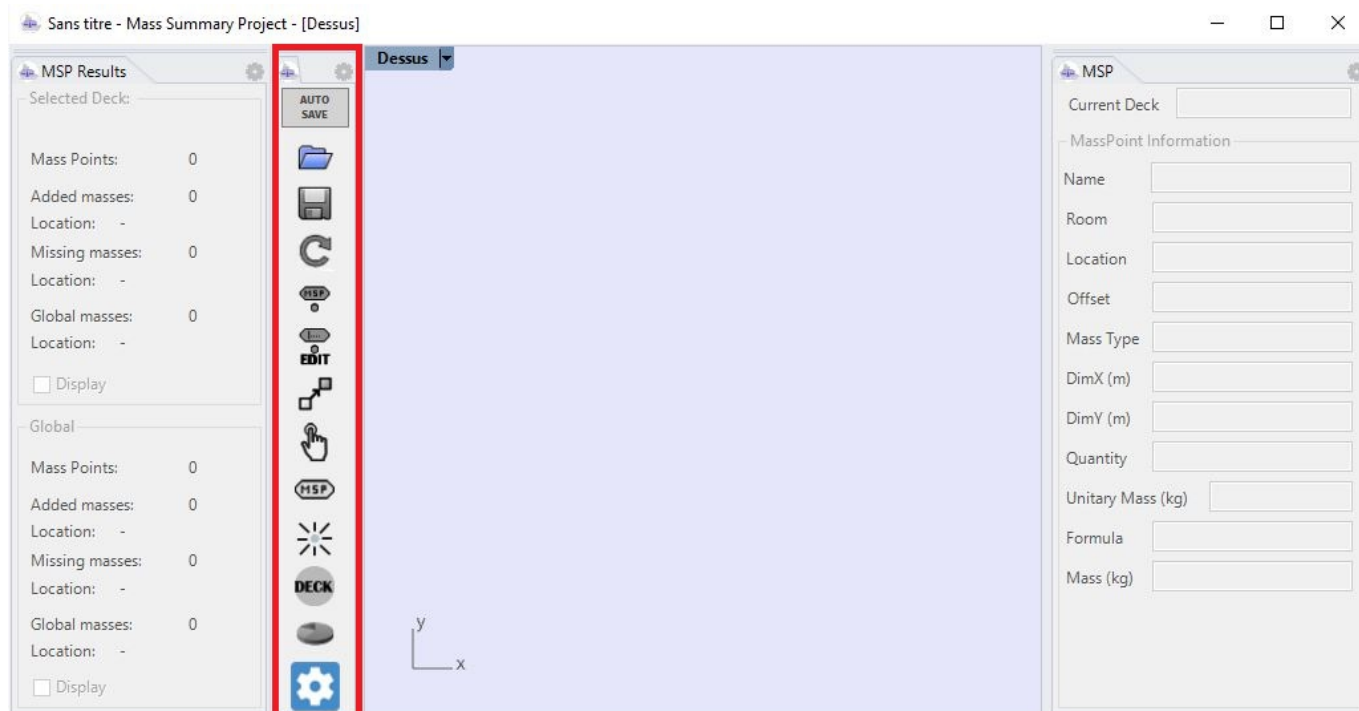 Sans titre - Mass Summary Project - [Dessus]
MSP Results
Selected Deck:
Mass Points: 0
Added masses: 0
Location: -
Missing masses: 0
Location: -
Global masses: 0
Location: -
Display
Global
Mass Points: 0
Added masses: 0
Location: -
Missing masses: 0
Location: -
Global masses: 0
Location: -
Display
AUTO
SAVE
MSP
EDIT
MSP
DECK
Dessus
y
x
MSP
Current Deck
MassPoint Information
Name
Room
Location
Offset
Mass Type
DimX (m)
DimY (m)
Quantity
Unitary Mass (kg)
Formula
Mass (kg)